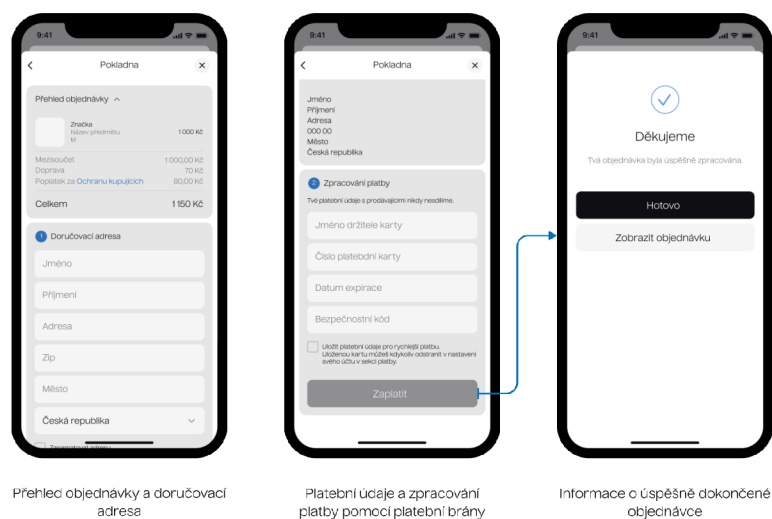 9:41
Pokladna
Přehled objednávky
Značka
Název předmětu
M
1 000 Kč
Mezisoučet 1 000,00 Kč
Doprava 70 Kč
Poplatek za Ochranu kupujících 80,00 Kč
Celkem 1 150 Kč
1 Doručovací adresa
Jméno
Příjmení
Adresa
Zip
Město
Česká republika
Zapamatovat adresu
Přehled objednávky a doručovací
adresa
9:41
Pokladna
Jméno
Příjmení
Adresa
000 00
Město
Česká republika
2 Zpracování platby
Tvé platební údaje s prodávajícími nikdy nesdílíme.
Jméno držitele karty
Číslo platebdní karty
Datum expirace
Bezpečnostní kód
Uložit platební údaje pro rychlejší platbu.
Uloženou kartu můžeš kdykoliv odstranit v nastavení
svého účtu v sekci platby.
Zaplatit
Platební údaje a zpracování
platby pomocí platební brány
9:41
Děkujeme
Tvá objednávka byla úspěšně zpracována.
Hotovo
Zobrazit objednávku
Informace o úspěšně dokončené
objednávce